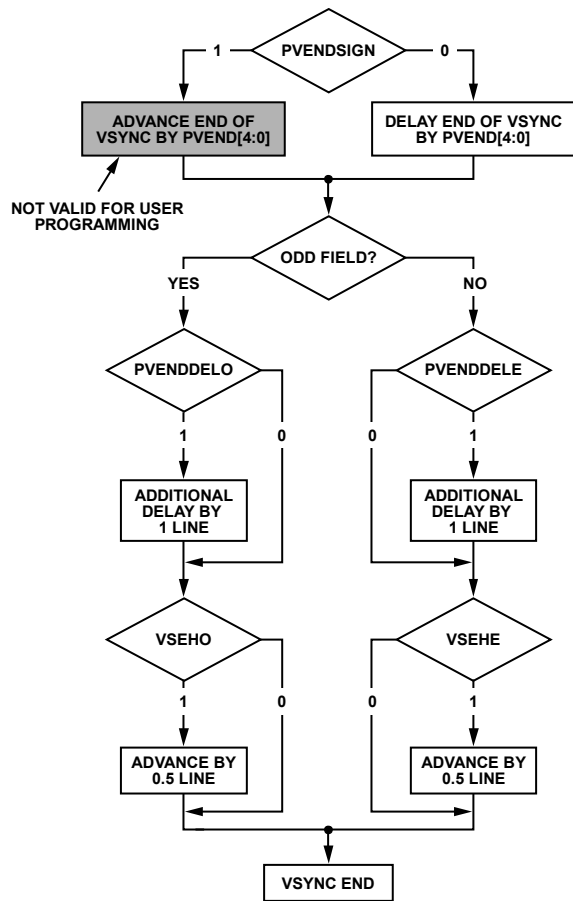 PVENDSIGN
1
0
ADVANCE END OF
VSYNC BY PVEND[4:0]
DELAY END OF VSYNC
BY PVEND[4:0]
NOT VALID FOR USER
PROGRAMMING
ODD FIELD?
YES
NO
PVENDDELO
PVENDDELE
1
0
0
1
ADDITIONAL
DELAY BY
1 LINE
ADDITIONAL
DELAY BY
1 LINE
VSEHO
VSEHE
1
0
0
1
ADVANCE BY
0.5 LINE
ADVANCE BY
0.5 LINE
VSYNC END